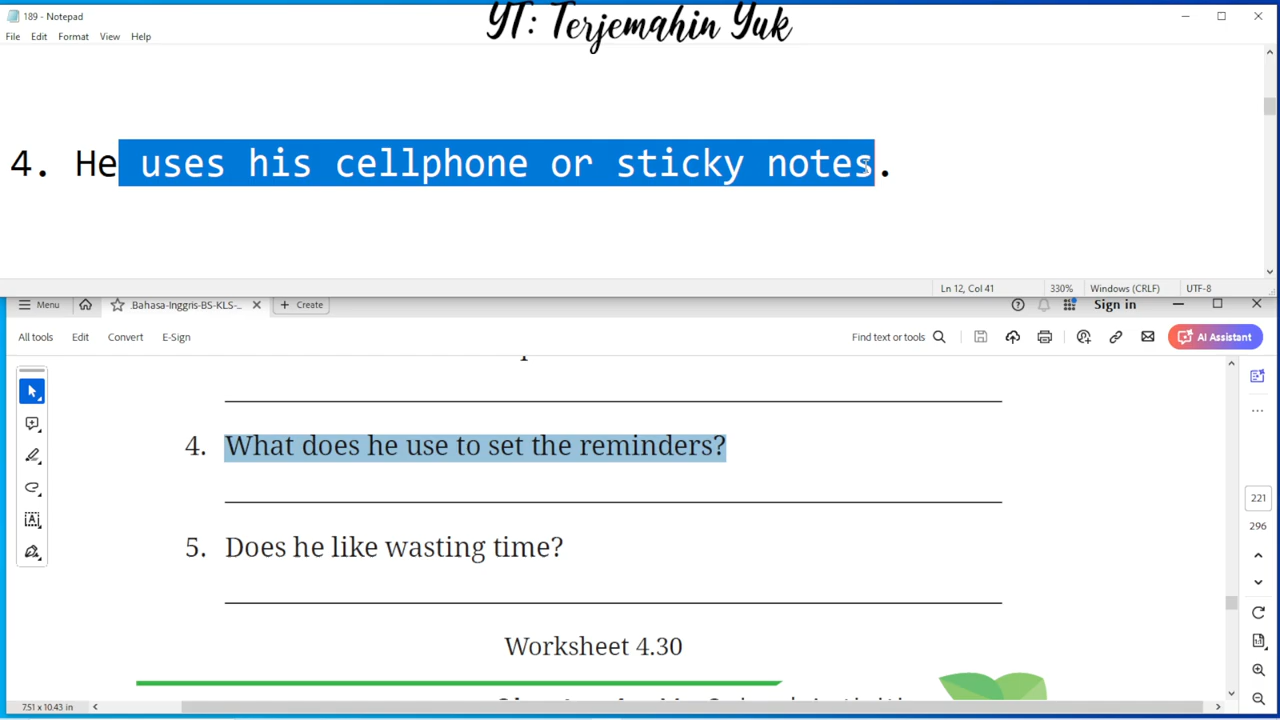 189 - Notepad
YT: Terjemahin Yuk
File Edit Format View Help
4. He uses his cellphone or sticky notes.
Ln 12, Col 41 330% Windows (CRLF) UTF-8
Menu Bahasa-Inggris-BS-KLS-... Create Sign in
All tools Edit Convert E-Sign Find text or tools AI Assistant
4. What does he use to set the reminders?
221
5. Does he like wasting time?
296
Worksheet 4.30
7.51 x 10.43 in